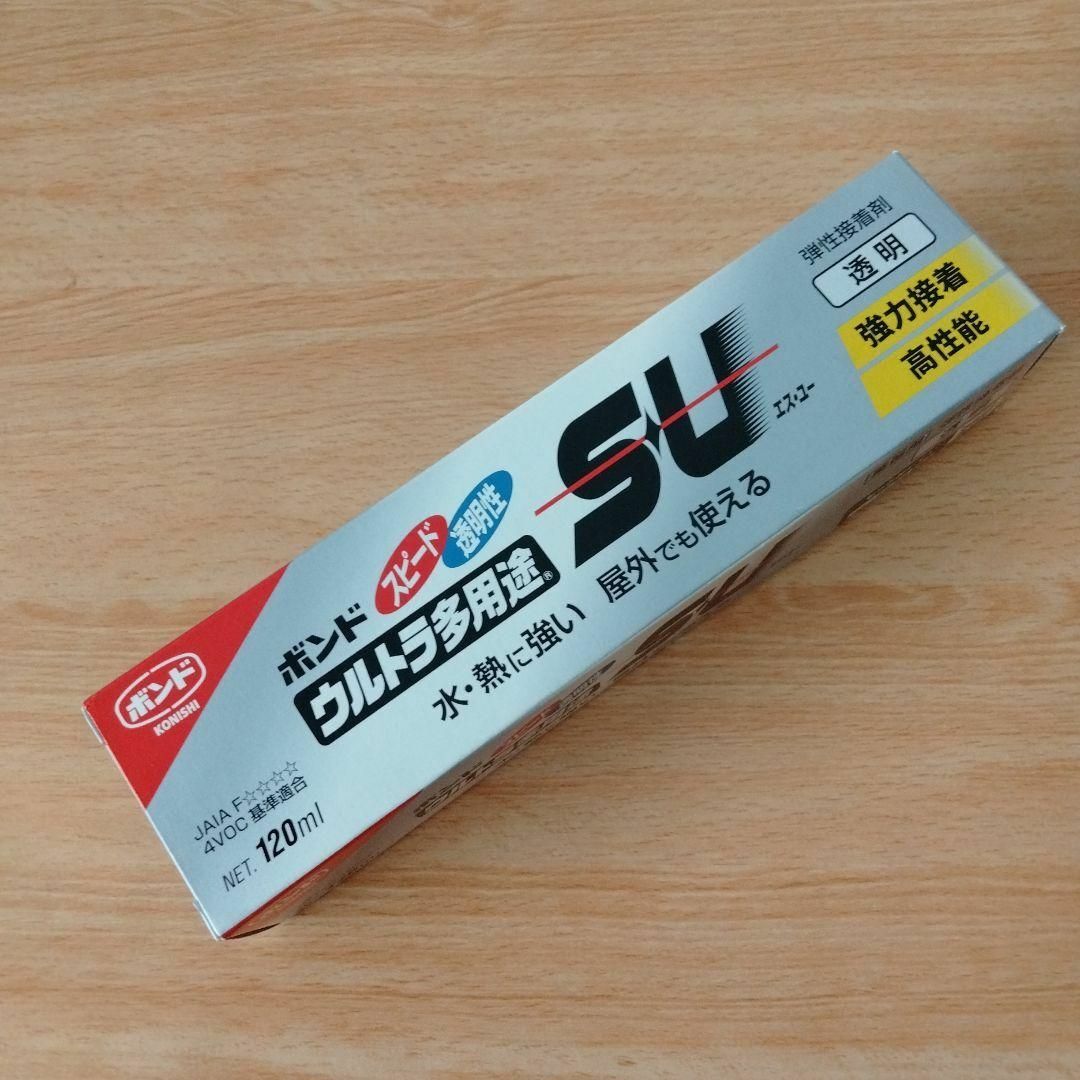 弾性接着剤
透明
強力接着
高性能
SU
エス・ユー
スピード
透明性
ボンド
ウルトラ多用途®
水・熱に強い 屋外でも使える
ボンド
KONISHI
JAIA F☆☆☆☆
4VOC 基準適合
NET. 120ml